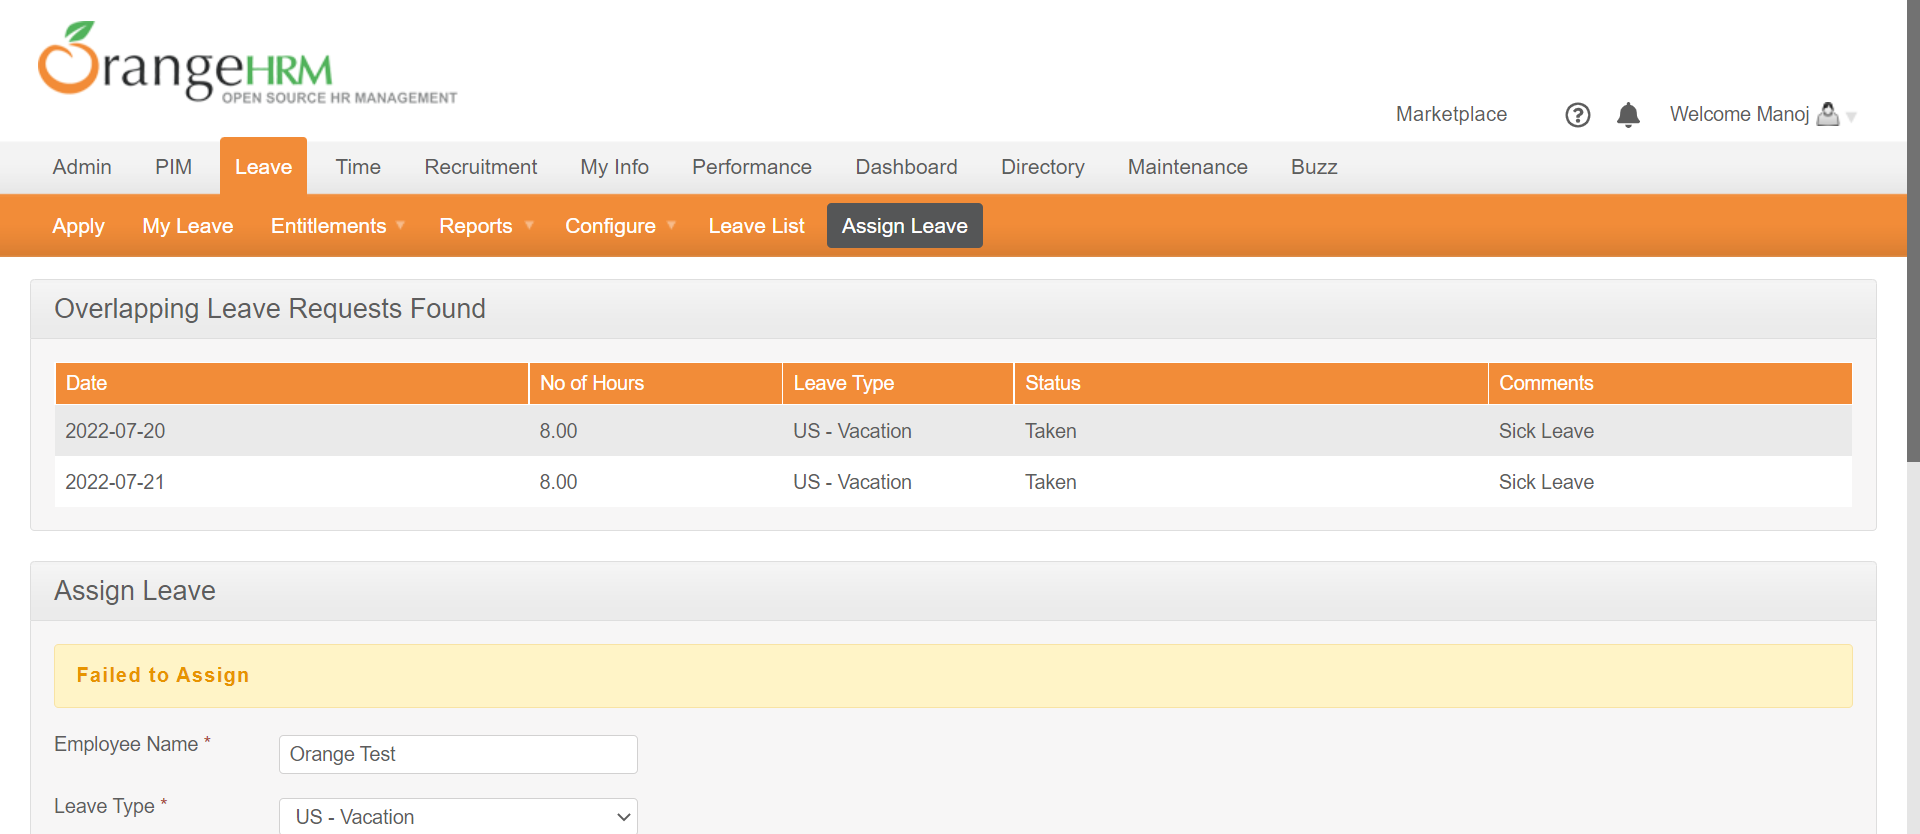 OrangeHRM
OPEN SOURCE HR MANAGEMENT
Marketplace ? Welcome Manoj
Admin PIM Leave Time Recruitment My Info Performance Dashboard Directory Maintenance Buzz
Apply My Leave Entitlements Reports Configure Leave List Assign Leave
Overlapping Leave Requests Found
Date No of Hours Leave Type Status Comments
2022-07-20 8.00 US - Vacation Taken Sick Leave
2022-07-21 8.00 US - Vacation Taken Sick Leave
Assign Leave
Failed to Assign
Employee Name * Orange Test
Leave Type * US - Vacation